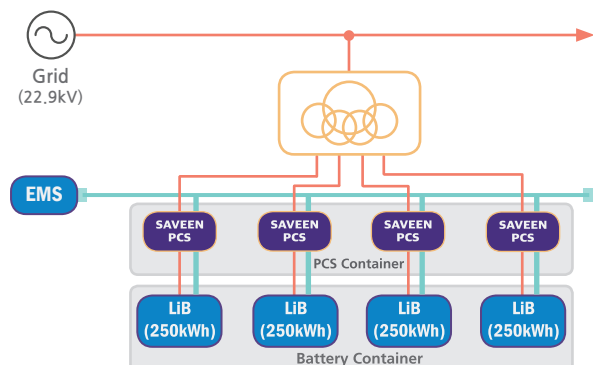 Grid
(22.9kV)
EMS
SAVEEN
PCS
SAVEEN
PCS
SAVEEN
PCS
SAVEEN
PCS
PCS Container
LiB
(250kWh)
LiB
(250kWh)
LiB
(250kWh)
LiB
(250kWh)
Battery Container